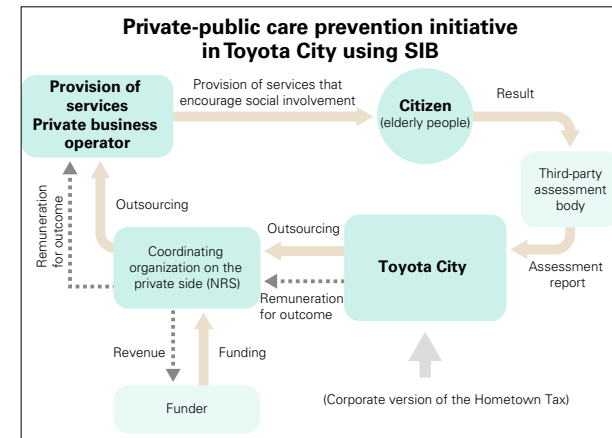 Private-public care prevention initiative
in Toyota City using SIB
Provision of
services
Private business
operator
Provision of services that
encourage social involvement
Citizen
(elderly people)
Result
Third-party
assessment
body
Assessment
report
Toyota City
Outsourcing
Remuneration
for outcome
Coordinating
organization on the
private side (NRS)
Outsourcing
Remuneration
for outcome
Revenue
Funding
Funder
(Corporate version of the Hometown Tax)